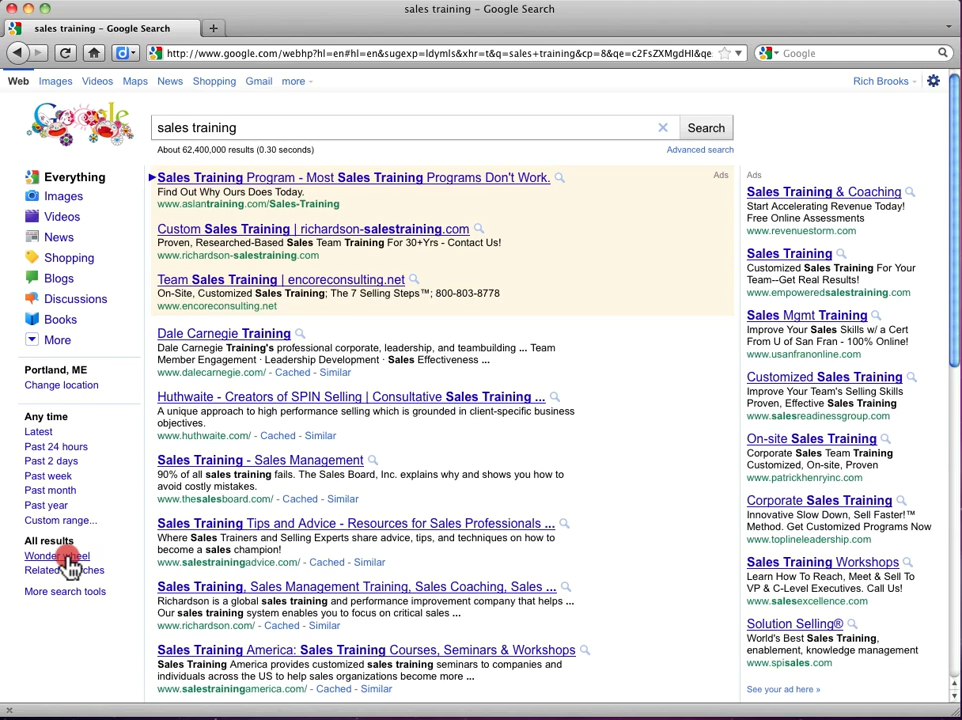 sales training – Google Search
sales training – Google Search
http://www.google.com/webhp?hl=en#hl=en&sugexp=ldymls&xhr=t&q=sales+training&cp=8&qe=c2FsZXMgdHI&qe
Google
Web Images Videos Maps News Shopping Gmail more
Rich Brooks
sales training
Search
About 62,400,000 results (0.30 seconds)
Advanced search
Everything
Images
Videos
News
Shopping
Blogs
Discussions
Books
More
Portland, ME
Change location
Any time
Latest
Past 24 hours
Past 2 days
Past week
Past month
Past year
Custom range...
All results
Wonder wheel
More search tools
Ads
Sales Training Program - Most Sales Training Programs Don't Work.
Find Out Why Ours Does Today.
www.aslantraining.com/Sales-Training
Custom Sales Training | richardson-salestraining.com
Proven, Researched-Based Sales Team Training For 30+Yrs - Contact Us!
www.richardson-salestraining.com
Team Sales Training | encoreconsulting.net
On-Site, Customized Sales Training; The 7 Selling Steps™; 800-803-8778
www.encoreconsulting.net
Dale Carnegie Training
Dale Carnegie Training's professional corporate, leadership, and teambuilding ... Team
Member Engagement · Leadership Development · Sales Effectiveness ...
www.dalecarnegie.com/ - Cached - Similar
Huthwaite - Creators of SPIN Selling | Consultative Sales Training ...
A unique approach to high performance selling which is grounded in client-specific business
objectives.
www.huthwaite.com/ - Cached - Similar
Sales Training - Sales Management
90% of all sales training fails. The Sales Board, Inc. explains why and shows you how to
avoid costly mistakes.
www.thesalesboard.com/ - Cached - Similar
Sales Training Tips and Advice - Resources for Sales Professionals ...
Where Sales Trainers and Selling Experts share advice, tips, and techniques on how to
become a sales champion!
www.salestrainingadvice.com/ - Cached - Similar
Sales Training, Sales Management Training, Sales Coaching, Sales ...
Richardson is a global sales training and performance improvement company that helps ...
Our sales training system enables you to focus on critical sales ...
www.richardson.com/ - Cached - Similar
Sales Training America: Sales Training Courses, Seminars & Workshops
Sales Training America provides customized sales training seminars to companies and
individuals across the US to help sales organizations become more ...
www.salestrainingamerica.com/ - Cached - Similar
Ads
Sales Training & Coaching
Start Accelerating Revenue Today!
Free Online Assessments
www.revenuestorm.com
Sales Training
Customized Sales Training For Your
Team--Get Real Results!
www.empoweredsalestraining.com
Sales Mgmt Training
Improve Your Sales Skills w/ a Cert
From U of San Fran - 100% Online!
www.usanfranonline.com
Customized Sales Training
Improve Your Team's Selling Skills
Proven, Effective Sales Training
www.salesreadinessgroup.com
On-site Sales Training
Corporate Sales Team Training
Customized, On-site, Proven
www.patrickhenryinc.com
Corporate Sales Training
Innovative Slow Down, Sell Faster!™
Method. Get Customized Programs Now
www.toplineleadership.com
Sales Training Workshops
Learn How To Reach, Meet & Sell To
VP & C-Level Executives. Call Us!
www.salesexcellence.com
Solution Selling®
World's Best Sales Training,
enablement, knowledge management
www.spisales.com
See your ad here »